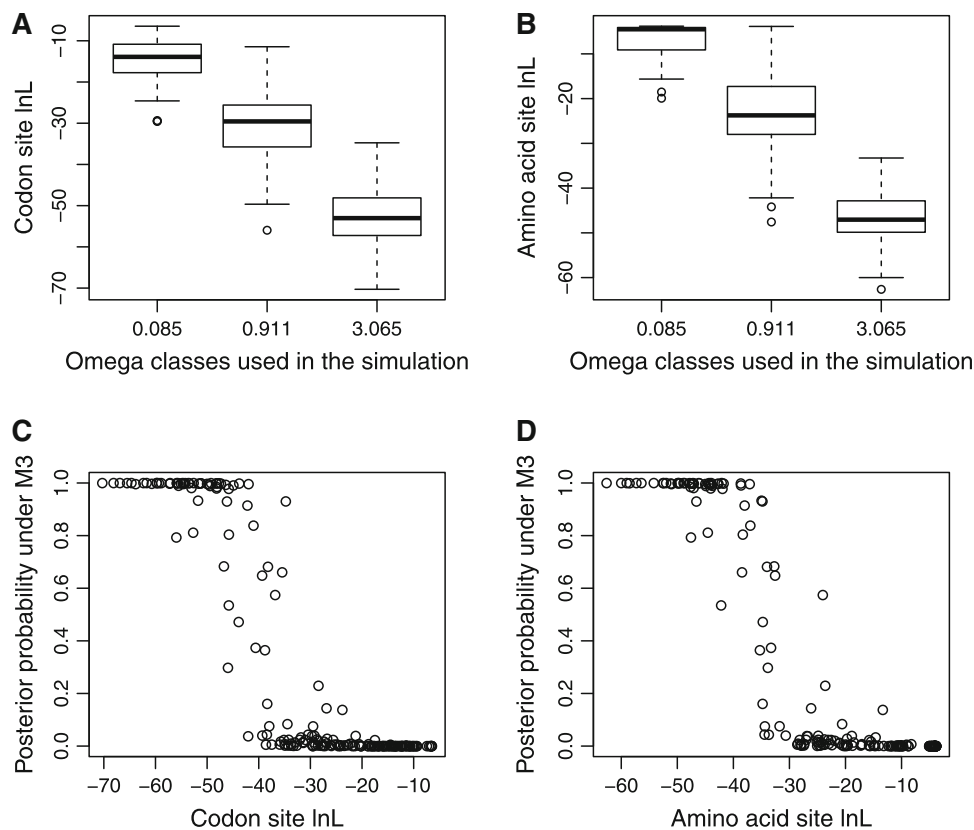 A
Codon site lnL
-10
-30
-50
-70
0.085 0.911 3.065
Omega classes used in the simulation
B
Amino acid site lnL
-20
-40
-60
0.085 0.911 3.065
Omega classes used in the simulation
C
Posterior probability under M3
1.0
0.8
0.6
0.4
0.2
0.0
-70 -60 -50 -40 -30 -20 -10
Codon site lnL
D
Posterior probability under M3
1.0
0.8
0.6
0.4
0.2
0.0
-60 -50 -40 -30 -20 -10
Amino acid site lnL